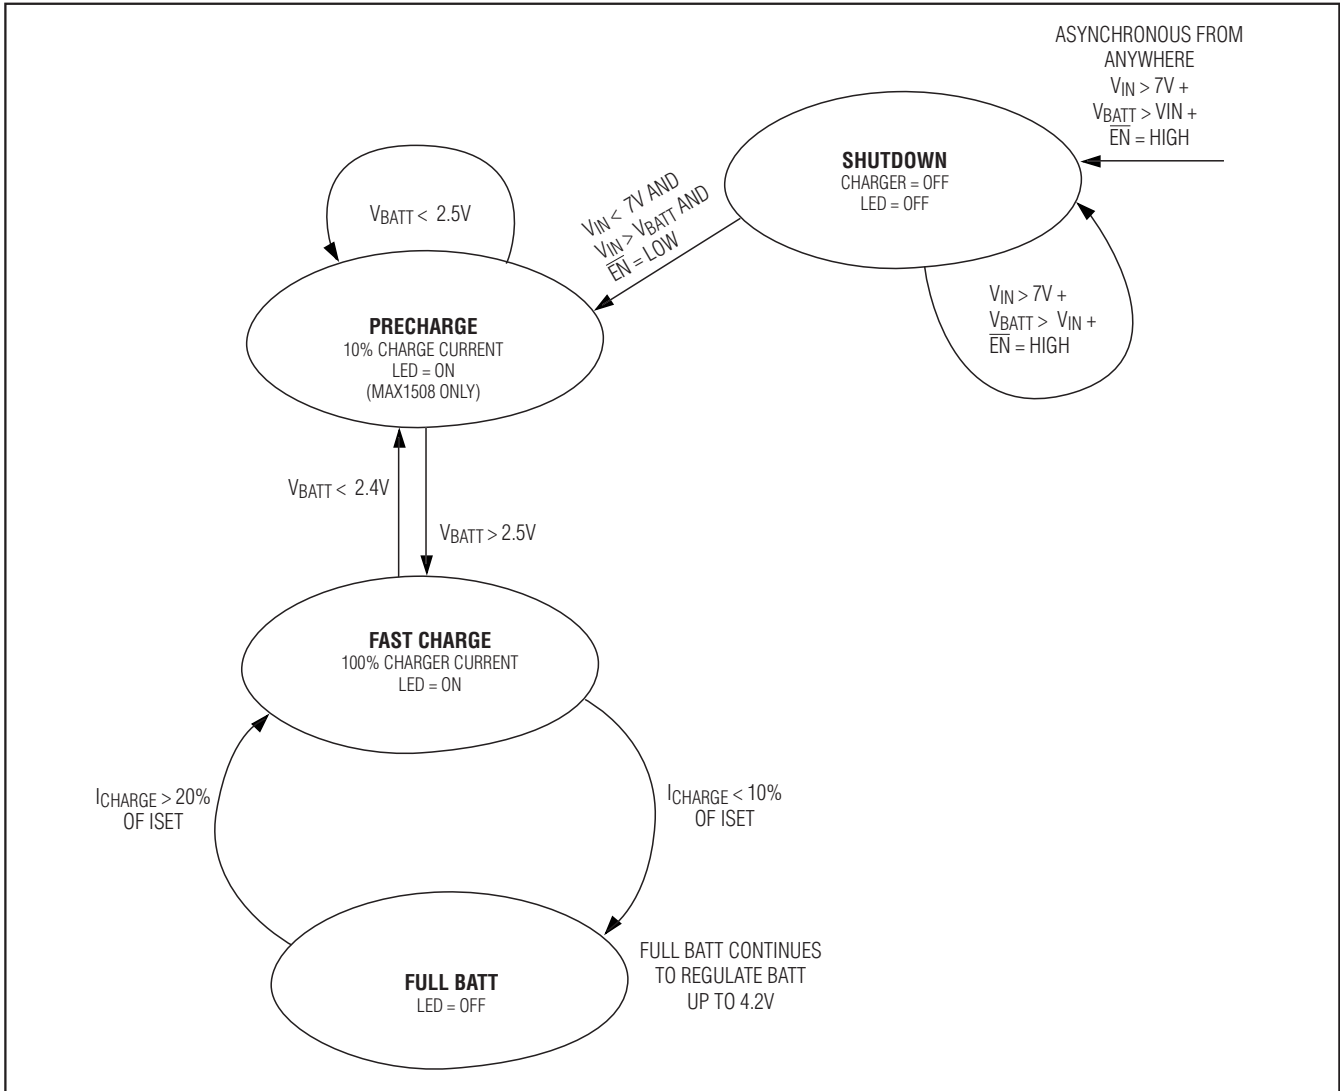 ASYNCHRONOUS FROM
ANYWHERE
VIN > 7V +
VBATT > VIN +
E̅N̅ = HIGH
SHUTDOWN
CHARGER = OFF
LED = OFF
VIN < 7V AND
VIN > VBATT AND
E̅N̅ = LOW
VBATT < 2.5V
VIN > 7V +
VBATT > VIN +
E̅N̅ = HIGH
PRECHARGE
10% CHARGE CURRENT
LED = ON
(MAX1508 ONLY)
VBATT < 2.4V
VBATT > 2.5V
FAST CHARGE
100% CHARGER CURRENT
LED = ON
ICHARGE > 20%
OF ISET
ICHARGE < 10%
OF ISET
FULL BATT
LED = OFF
FULL BATT CONTINUES
TO REGULATE BATT
UP TO 4.2V